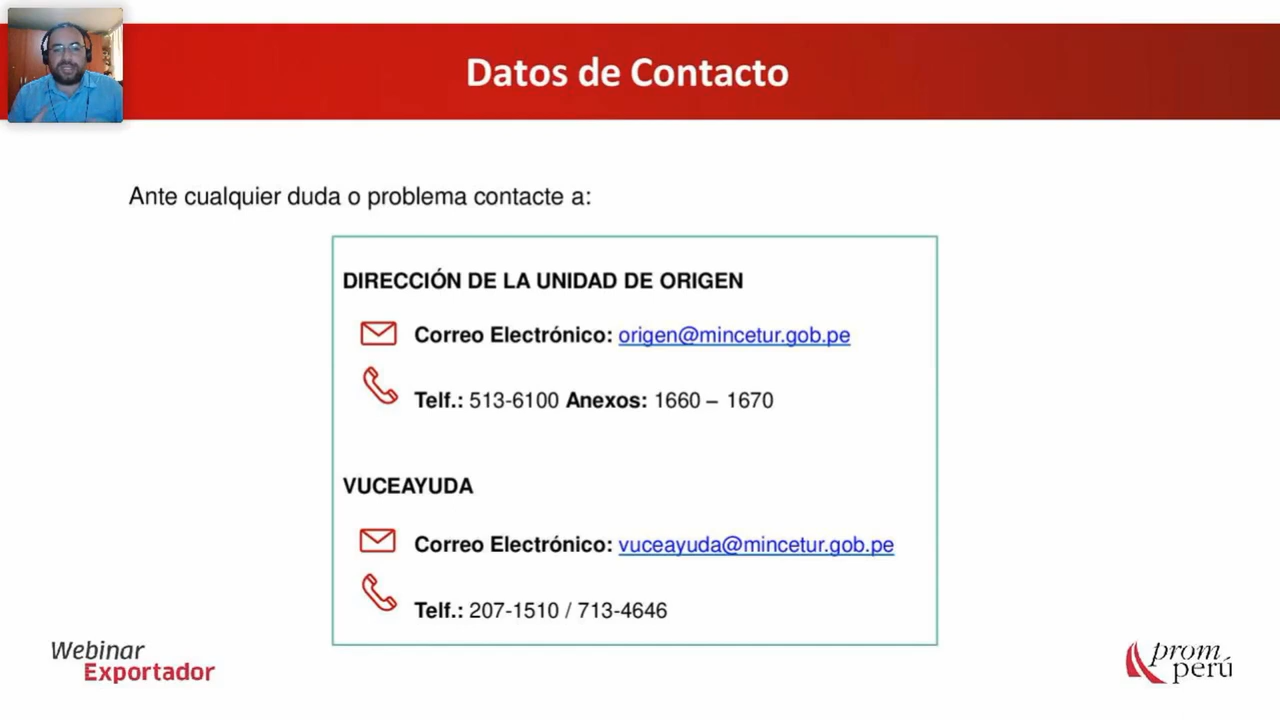 Datos de Contacto
Ante cualquier duda o problema contacte a:
DIRECCIÓN DE LA UNIDAD DE ORIGEN
Correo Electrónico: origen@mincetur.gob.pe
Telf.: 513-6100 Anexos: 1660 – 1670
VUCEAYUDA
Correo Electrónico: vuceayuda@mincetur.gob.pe
Telf.: 207-1510 / 713-4646
Webinar
Exportador
prom
perú